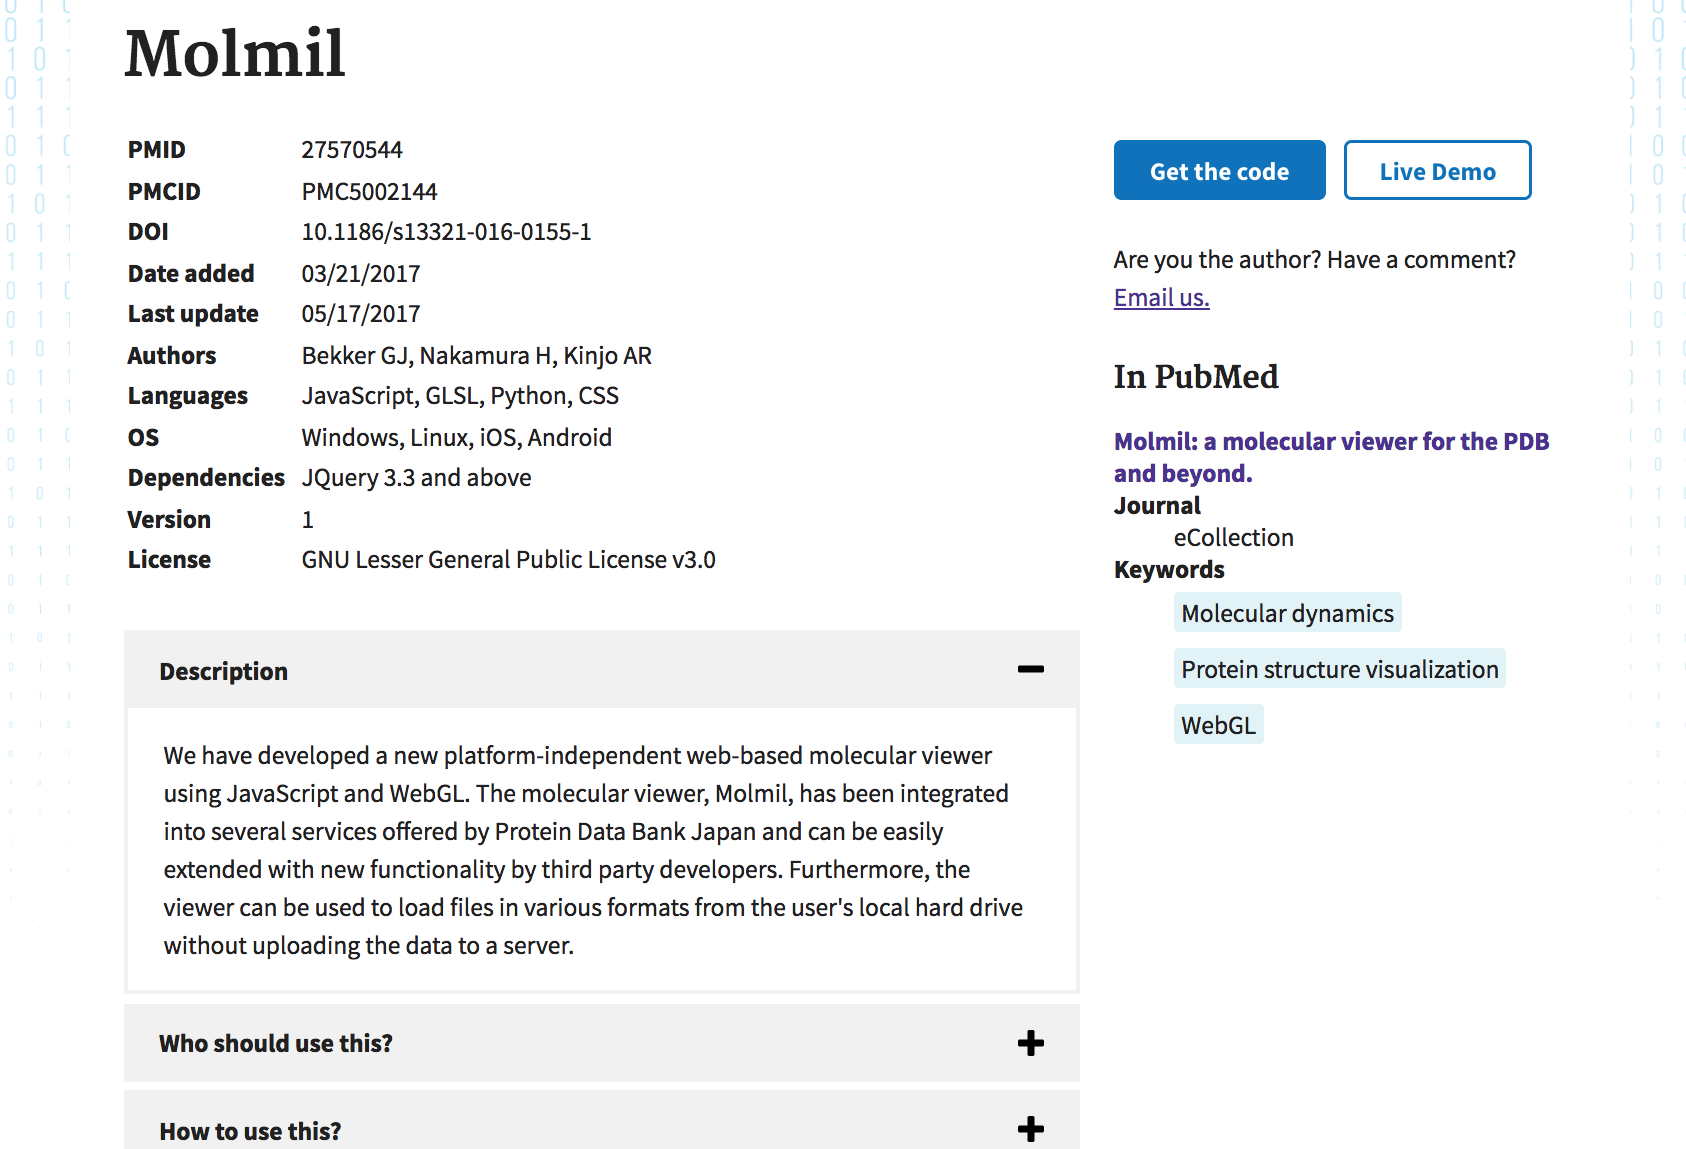 Molmil
PMID 27570544
PMCID PMC5002144
DOI 10.1186/s13321-016-0155-1
Date added 03/21/2017
Last update 05/17/2017
Authors Bekker GJ, Nakamura H, Kinjo AR
Languages JavaScript, GLSL, Python, CSS
OS Windows, Linux, iOS, Android
Dependencies JQuery 3.3 and above
Version 1
License GNU Lesser General Public License v3.0
Description
We have developed a new platform-independent web-based molecular viewer
using JavaScript and WebGL. The molecular viewer, Molmil, has been integrated
into several services offered by Protein Data Bank Japan and can be easily
extended with new functionality by third party developers. Furthermore, the
viewer can be used to load files in various formats from the user's local hard drive
without uploading the data to a server.
Who should use this?
How to use this?
Get the code
Live Demo
Are you the author? Have a comment?
Email us.
In PubMed
Molmil: a molecular viewer for the PDB
and beyond.
Journal
eCollection
Keywords
Molecular dynamics
Protein structure visualization
WebGL